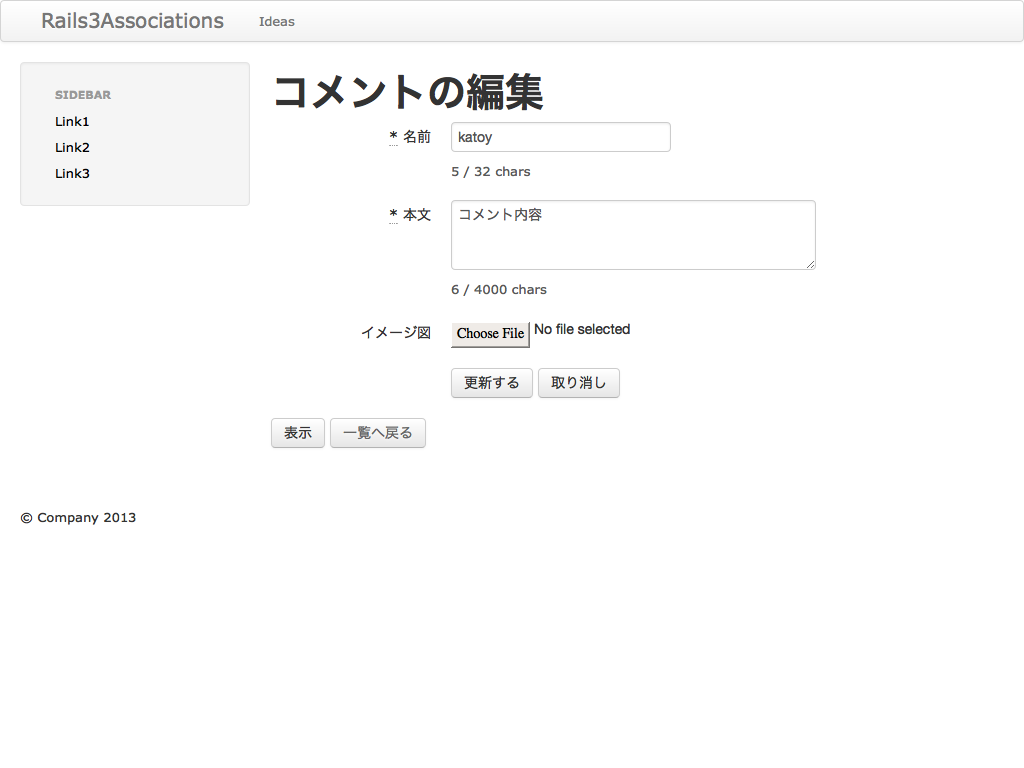 Rails3Associations Ideas
SIDEBAR
Link1
Link2
Link3
コメントの編集
* 名前 katoy
5 / 32 chars
* 本文 コメント内容
6 / 4000 chars
イメージ図 Choose File No file selected
更新する 取り消し
表示 一覧へ戻る
© Company 2013